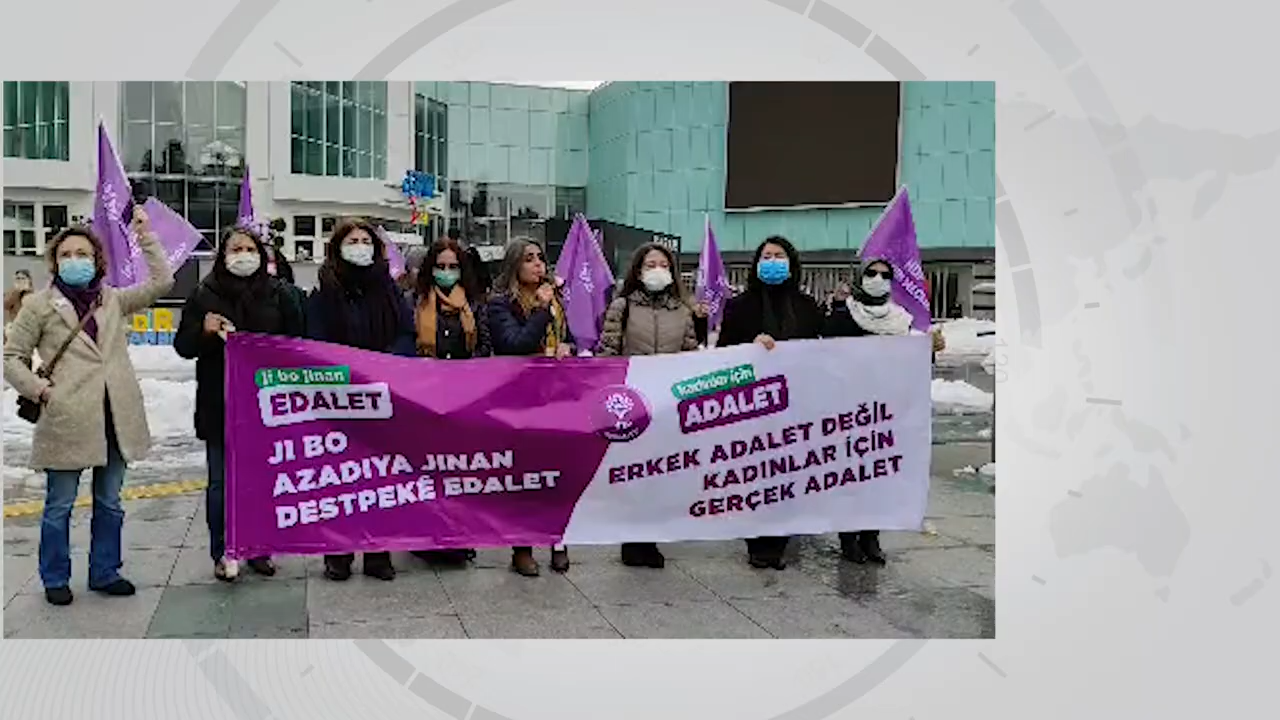 Ji bo Jinan
EDALET
JI BO
AZADIYA JINAN
DESTPEKÊ EDALET
Kadınlar için
ADALET
ERKEK ADALET DEĞİL
KADINLAR İÇİN
GERÇEK ADALET